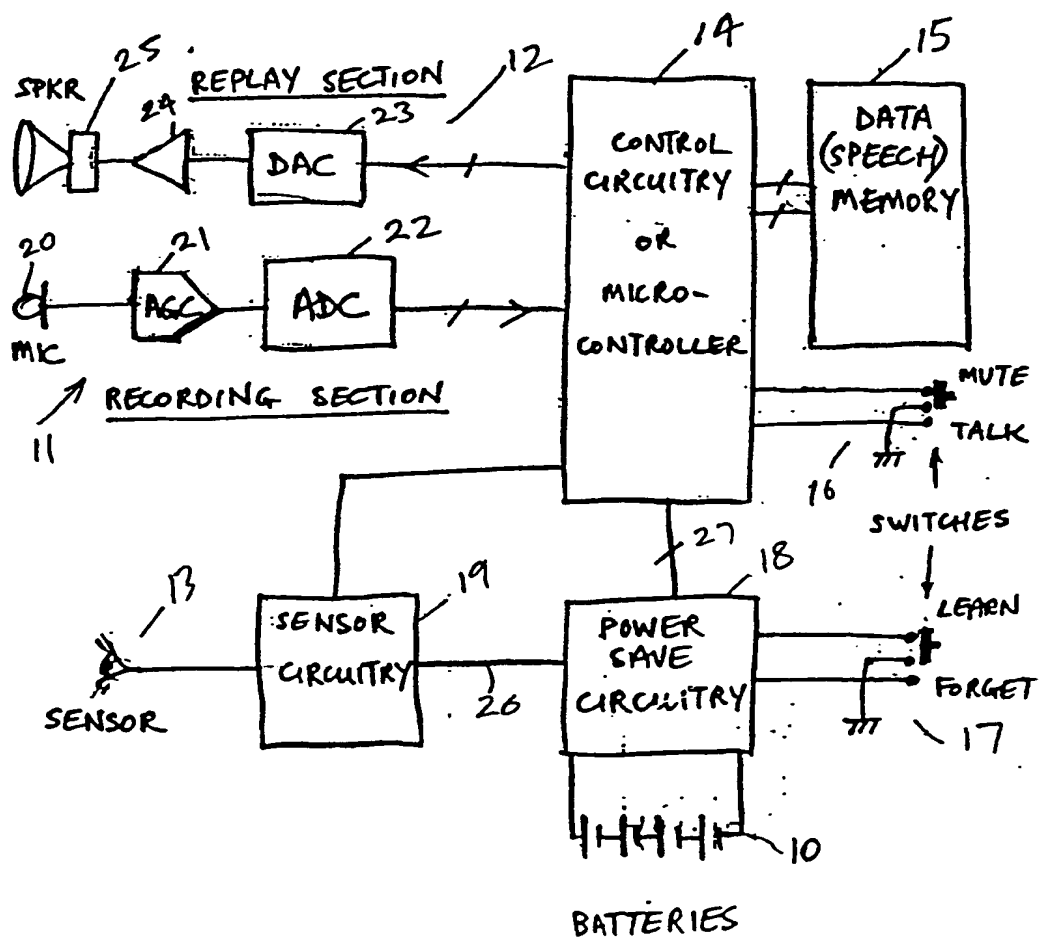 25
REPLAY SECTION
12
14
15
SPKR
24
23
DAC
CONTROL
CIRCUITRY
OR
MICRO-
CONTROLLER
DATA
(SPEECH)
MEMORY
20
21
22
AGC
ADC
MIC
11
RECORDING SECTION
MUTE
TALK
16
SWITCHES
27
18
13
19
SENSOR
CIRCUITRY
POWER
SAVE
CIRCUITRY
LEARN
FORGET
SENSOR
26
17
10
BATTERIES